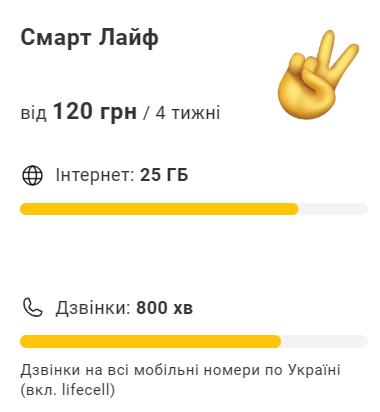 Смарт Лайф
від 120 грн / 4 тижні
Інтернет: 25 ГБ
Дзвінки: 800 хв
Дзвінки на всі мобільні номери по Україні
(вкл. lifecell)